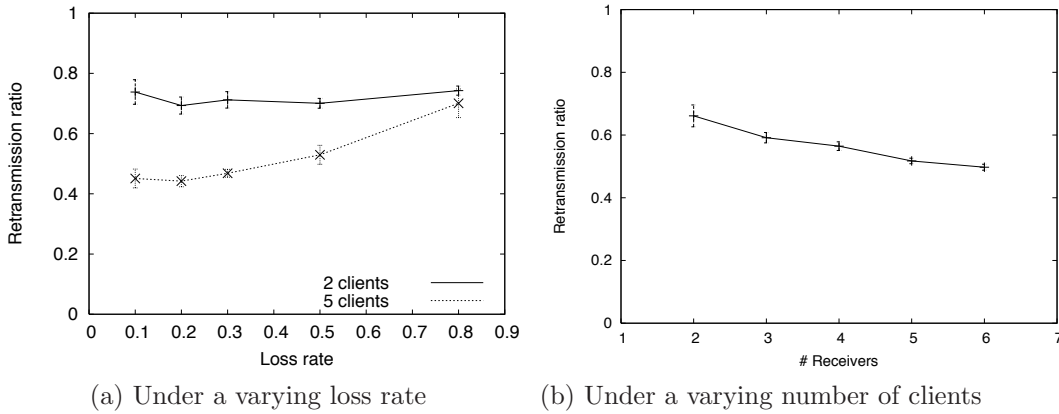 1
0.8
0.6
0.4
0.2
0
Retransmission ratio
2 clients
5 clients
0 0.1 0.2 0.3 0.4 0.5 0.6 0.7 0.8 0.9
Loss rate
(a) Under a varying loss rate
1
0.8
0.6
0.4
0.2
0
Retransmission ratio
1 2 3 4 5 6 7
# Receivers
(b) Under a varying number of clients